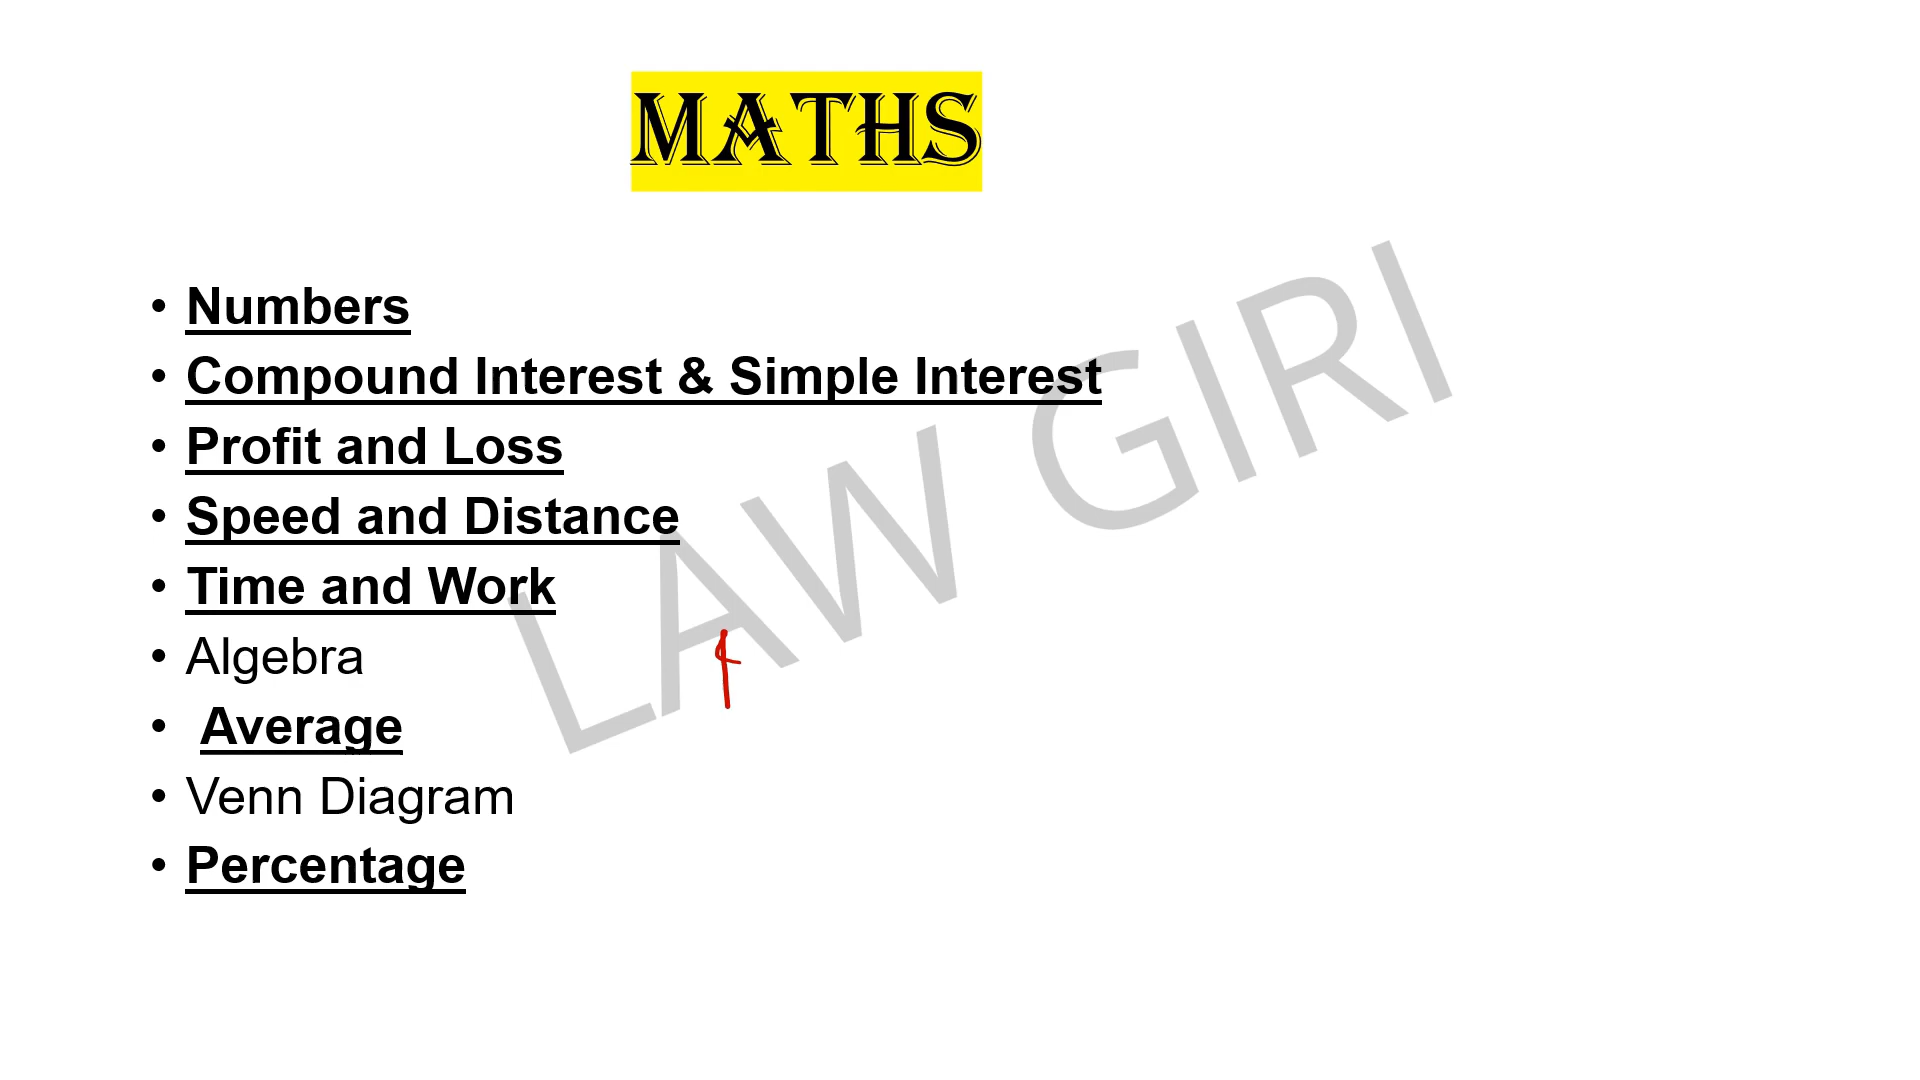 MATHS
• Numbers
• Compound Interest & Simple Interest
• Profit and Loss
• Speed and Distance
• Time and Work
• Algebra
• Average
• Venn Diagram
• Percentage
LAW GIRI